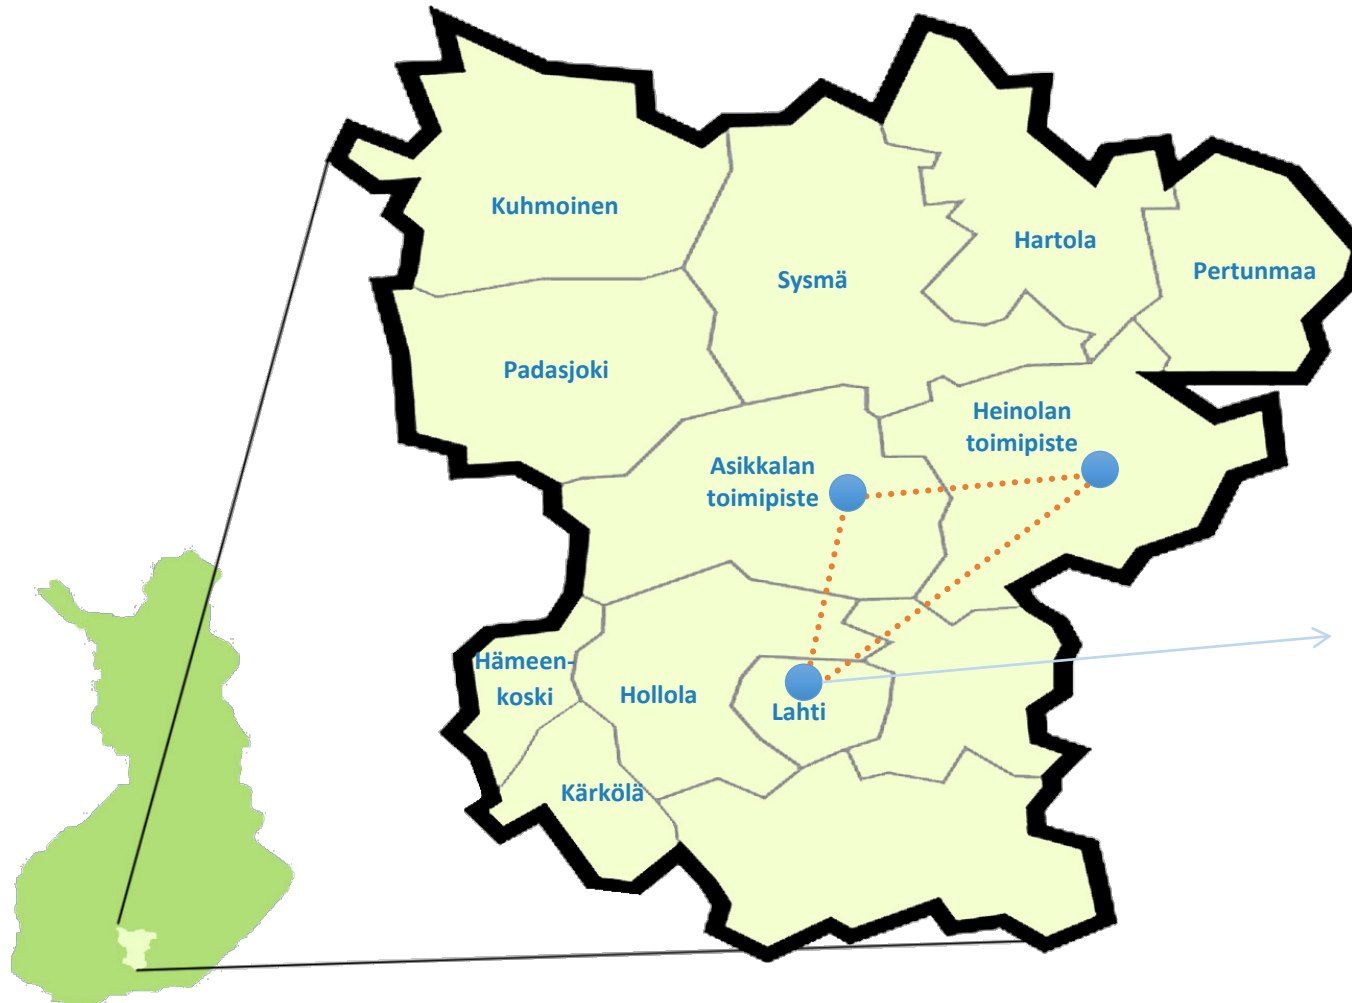 Kuhmoinen
Hartola
Pertunmaa
Sysmä
Padasjoki
Heinolan
toimipiste
Asikkalan
toimipiste
Hämeen-
koski
Hollola
Lahti
Kärkölä